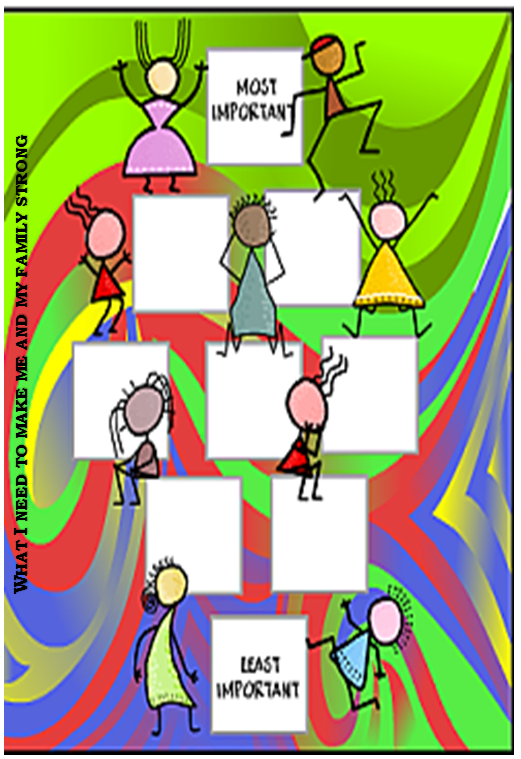 WHAT I NEED TO MAKE ME AND MY FAMILY STRONG
MOST
IMPORTANT
LEAST
IMPORTANT